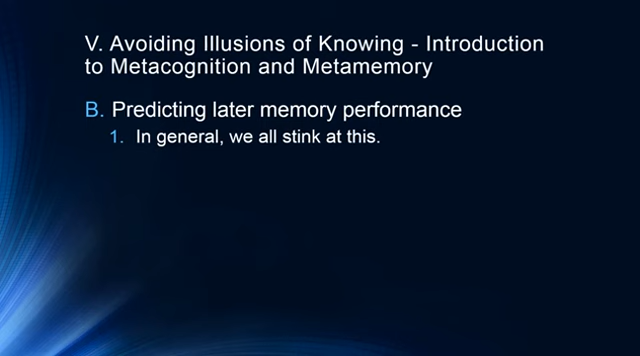 V. Avoiding Illusions of Knowing - Introduction
to Metacognition and Metamemory
B. Predicting later memory performance
1. In general, we all stink at this.